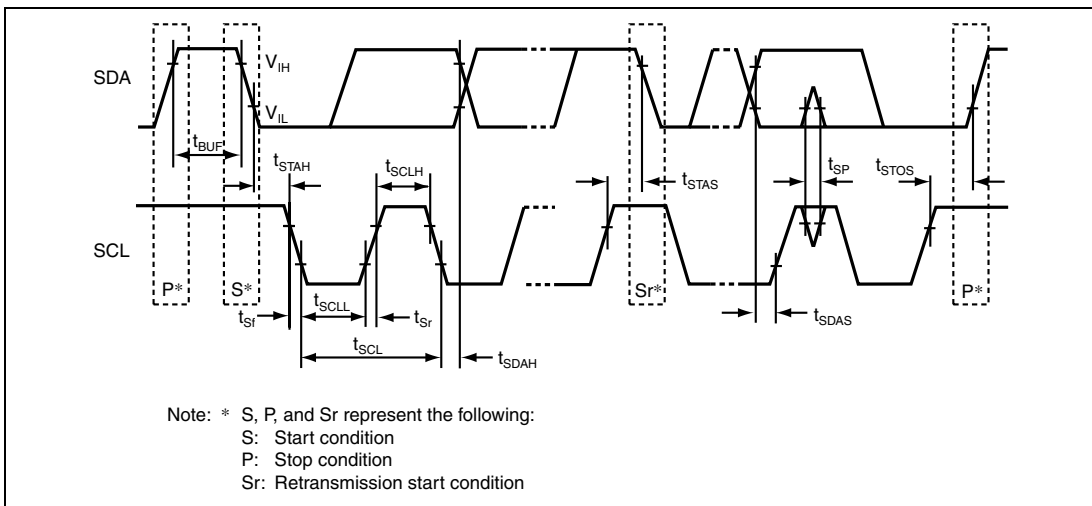 SDA
V_IH
V_IL
t_BUF
t_STAH
t_SCLH
t_STAS
t_SP
t_STOS
SCL
P*
S*
Sr*
P*
t_Sf
t_SCLL
t_Sr
t_SDAS
t_SCL
t_SDAH
Note: * S, P, and Sr represent the following:
S: Start condition
P: Stop condition
Sr: Retransmission start condition